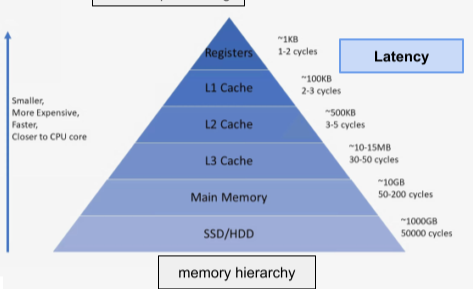 Registers
~1KB
1-2 cycles
Latency
L1 Cache
~100KB
2-3 cycles
Smaller,
More Expensive,
Faster,
Closer to CPU core
L2 Cache
~500KB
3-5 cycles
L3 Cache
~10-15MB
30-50 cycles
Main Memory
~10GB
50-200 cycles
SSD/HDD
~1000GB
50000 cycles
memory hierarchy